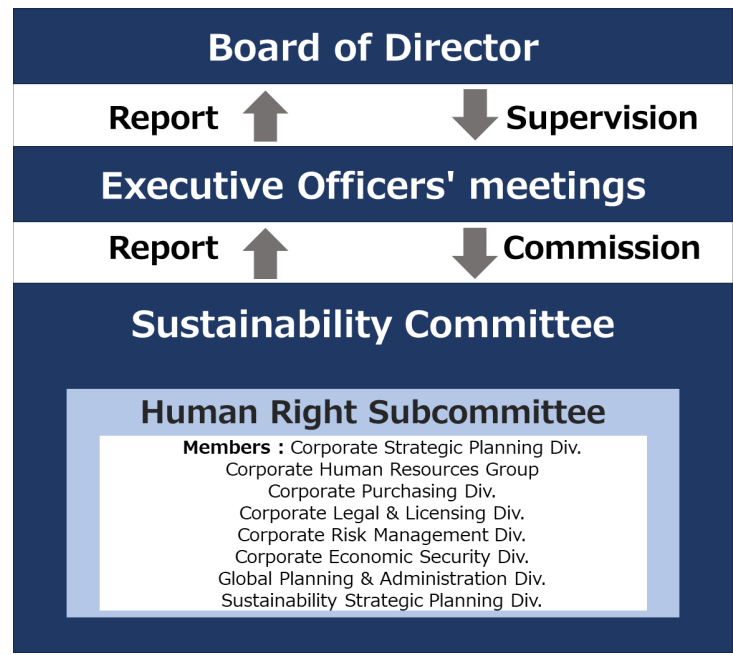 Board of Director
Report Supervision
Executive Officers' meetings
Report Commission
Sustainability Committee
Human Right Subcommittee
Members : Corporate Strategic Planning Div.
Corporate Human Resources Group
Corporate Purchasing Div.
Corporate Legal & Licensing Div.
Corporate Risk Management Div.
Corporate Economic Security Div.
Global Planning & Administration Div.
Sustainability Strategic Planning Div.